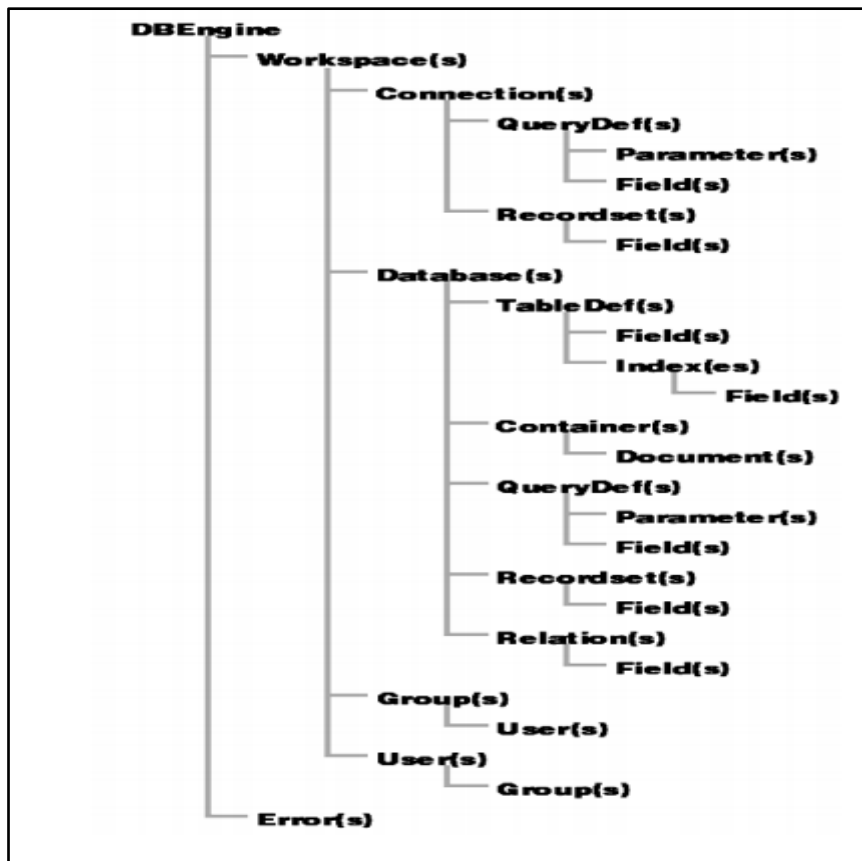 DBEngine
Workspace(s)
Connection(s)
QueryDef(s)
Parameter(s)
Field(s)
Recordset(s)
Field(s)
Database(s)
TableDef(s)
Field(s)
Index(es)
Field(s)
Container(s)
Document(s)
QueryDef(s)
Parameter(s)
Field(s)
Recordset(s)
Field(s)
Relation(s)
Field(s)
Group(s)
User(s)
User(s)
Group(s)
Error(s)